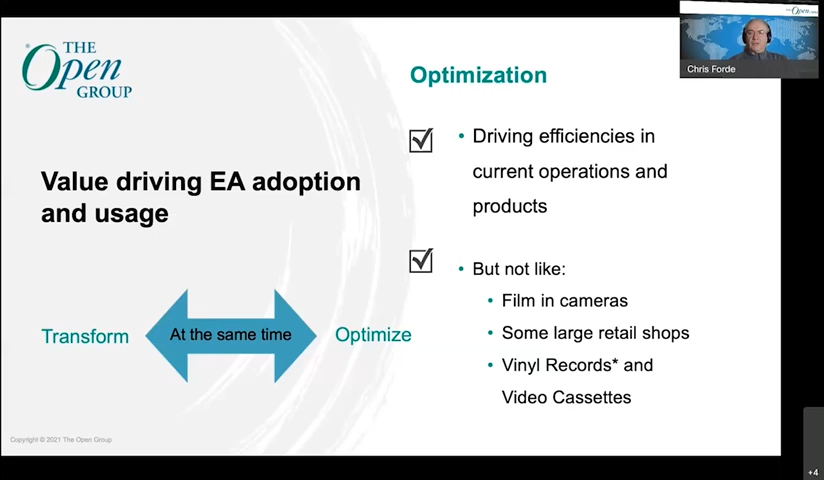 THE
Open
GROUP
Value driving EA adoption
and usage
Transform
At the same time
Optimize
Copyright © 2021 The Open Group
Optimization
• Driving efficiencies in
current operations and
products
• But not like:
• Film in cameras
• Some large retail shops
• Vinyl Records* and
Video Cassettes
Chris Forde
+4